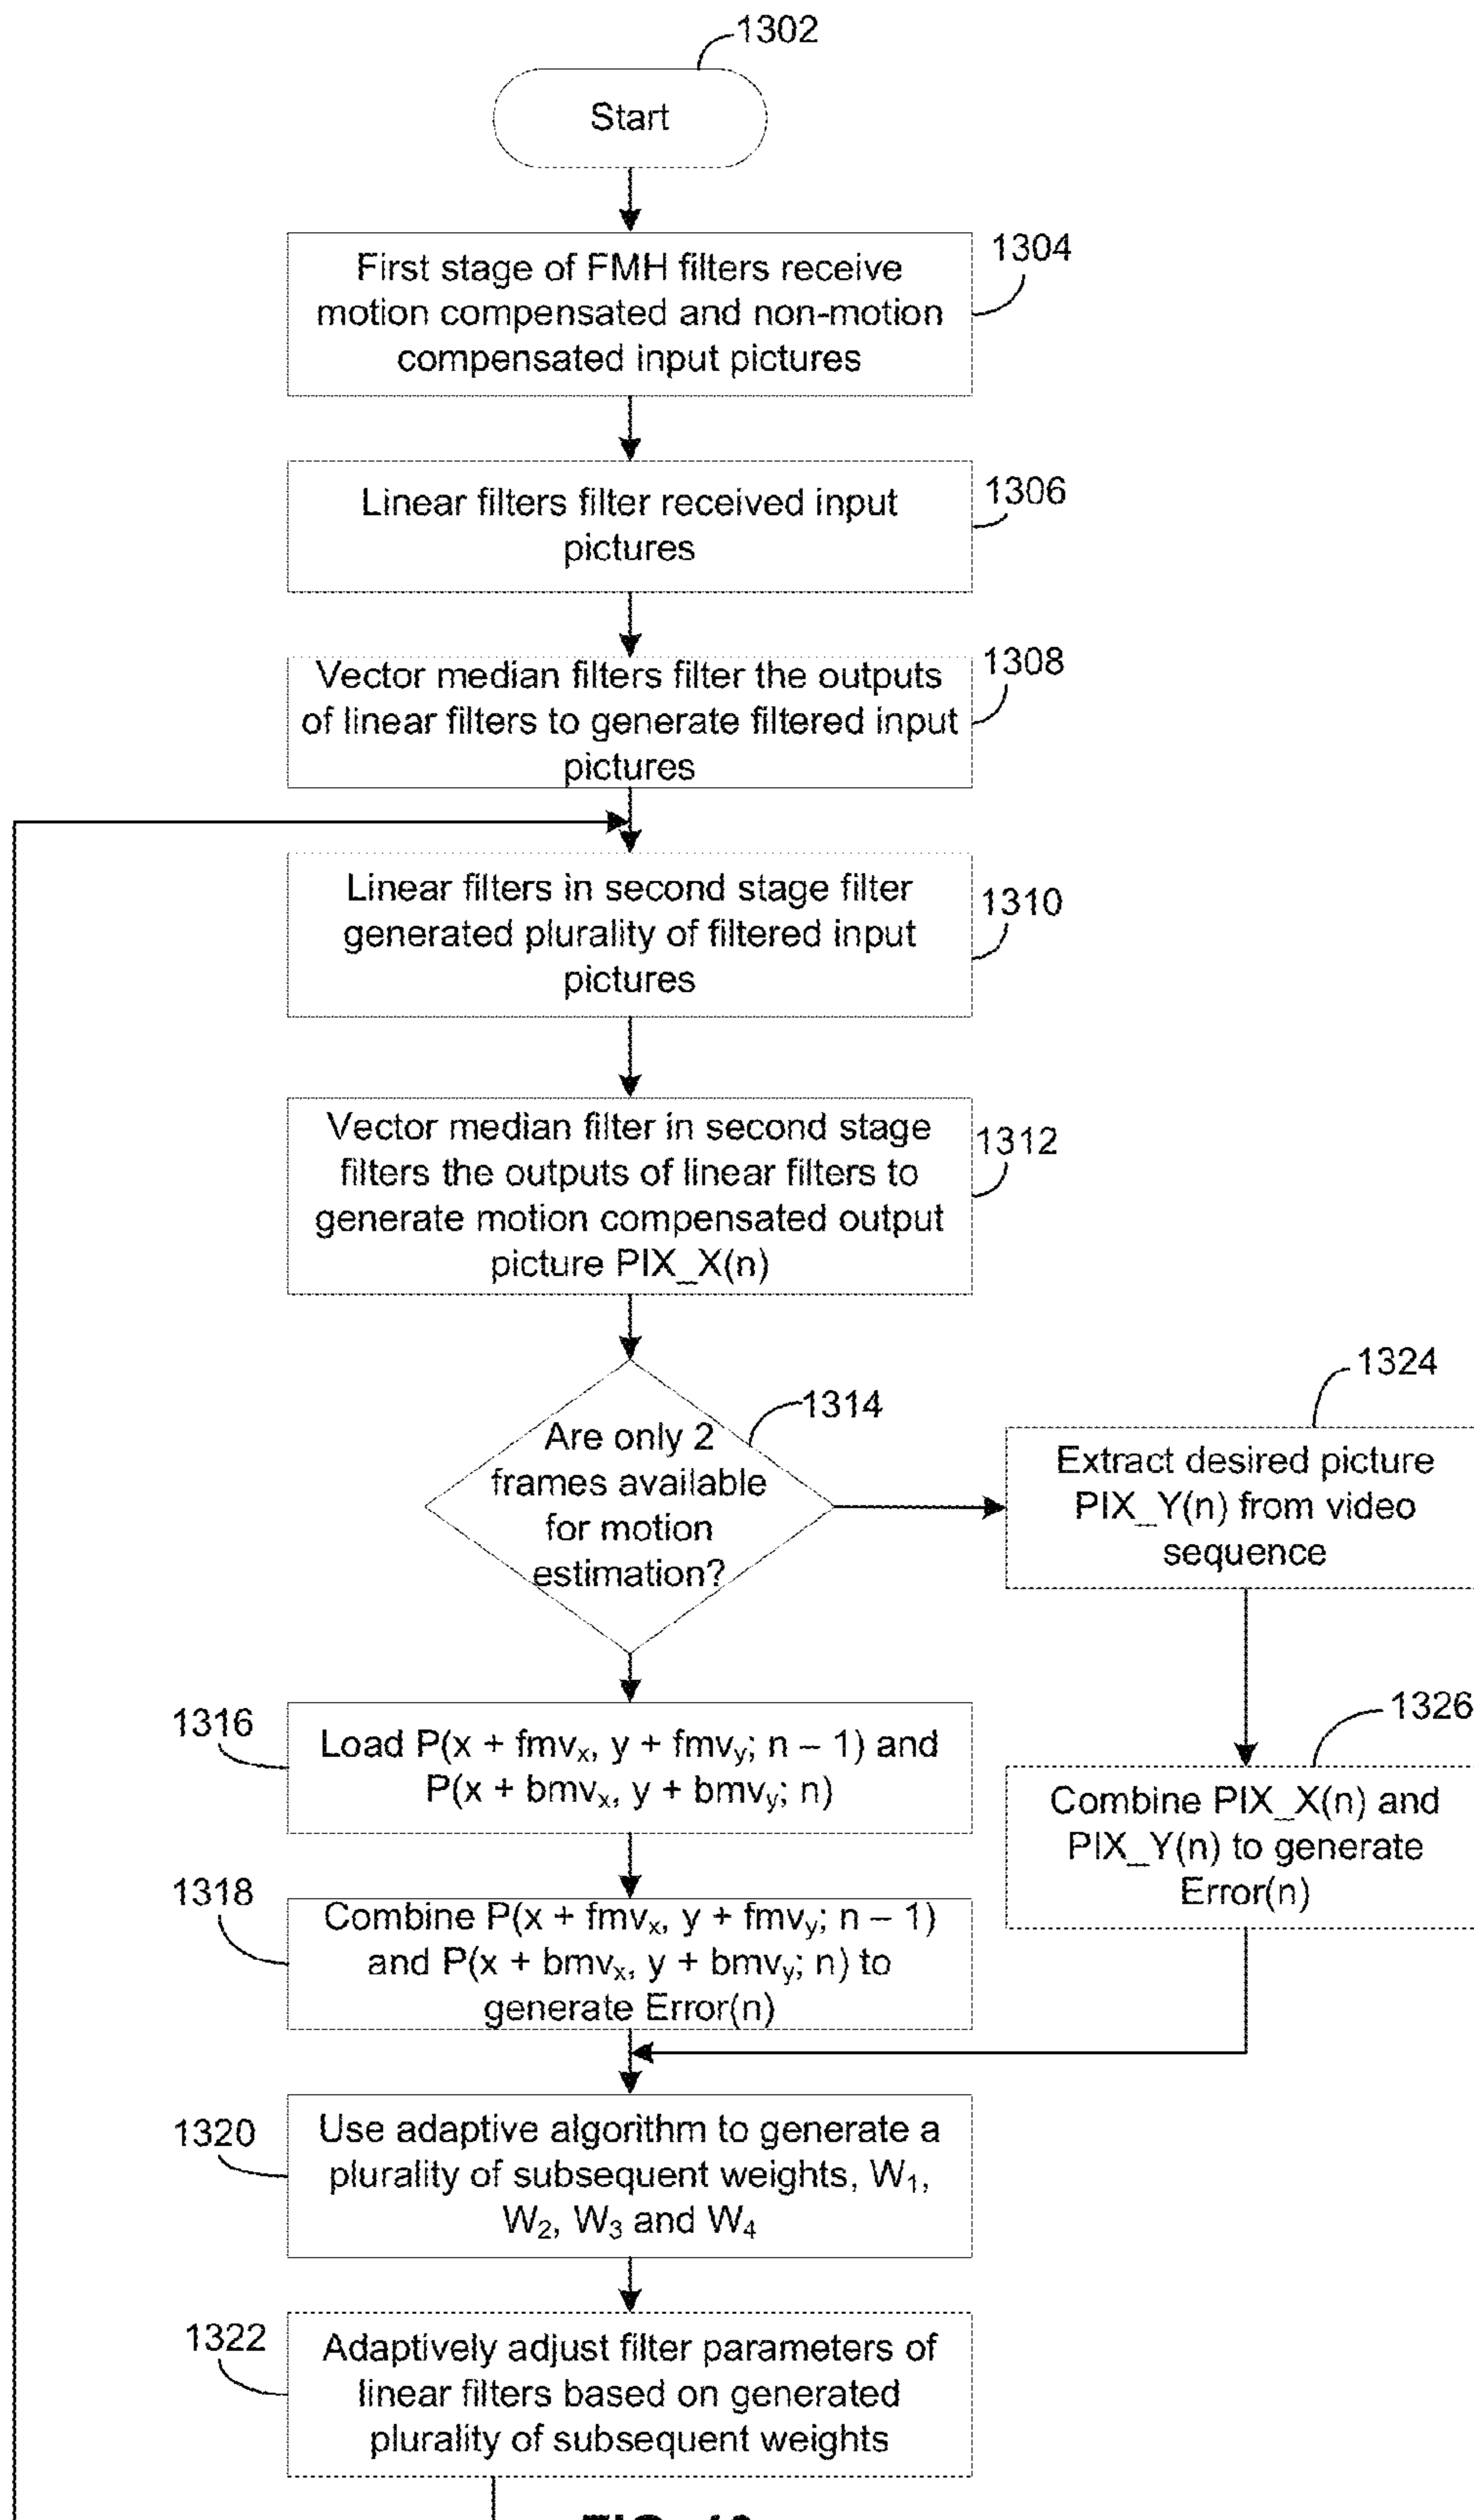 1302
Start
1304
First stage of FMH filters receive
motion compensated and non-motion
compensated input pictures
1306
Linear filters filter received input
pictures
1308
Vector median filters filter the outputs
of linear filters to generate filtered input
pictures
1310
Linear filters in second stage filter
generated plurality of filtered input
pictures
1312
Vector median filter in second stage
filters the outputs of linear filters to
generate motion compensated output
picture PIX_X(n)
1314
Are only 2
frames available
for motion
estimation?
1324
Extract desired picture
PIX_Y(n) from video
sequence
1316
Load P(x + fmvₓ, y + fmvᵧ; n – 1) and
P(x + bmvₓ, y + bmvᵧ; n)
1326
Combine PIX_X(n) and
PIX_Y(n) to generate
Error(n)
1318
Combine P(x + fmvₓ, y + fmvᵧ; n – 1)
and P(x + bmvₓ, y + bmvᵧ; n) to
generate Error(n)
1320
Use adaptive algorithm to generate a
plurality of subsequent weights, W₁,
W₂, W₃ and W₄
1322
Adaptively adjust filter parameters of
linear filters based on generated
plurality of subsequent weights